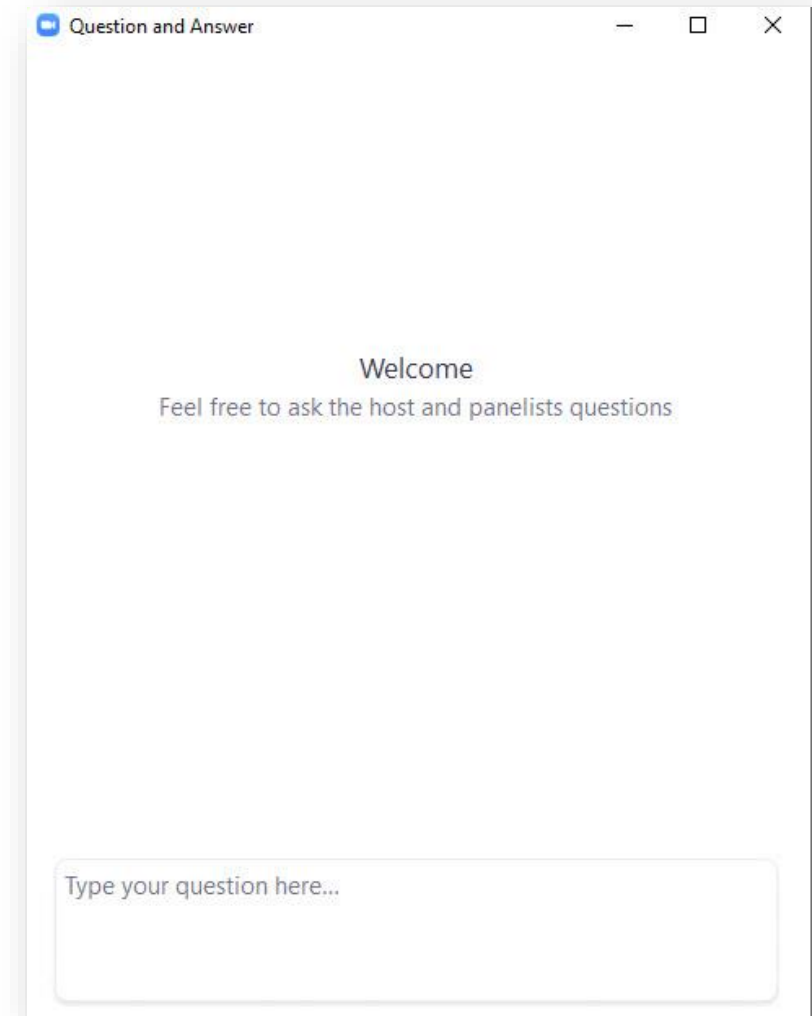 Question and Answer
Welcome
Feel free to ask the host and panelists questions
Type your question here...